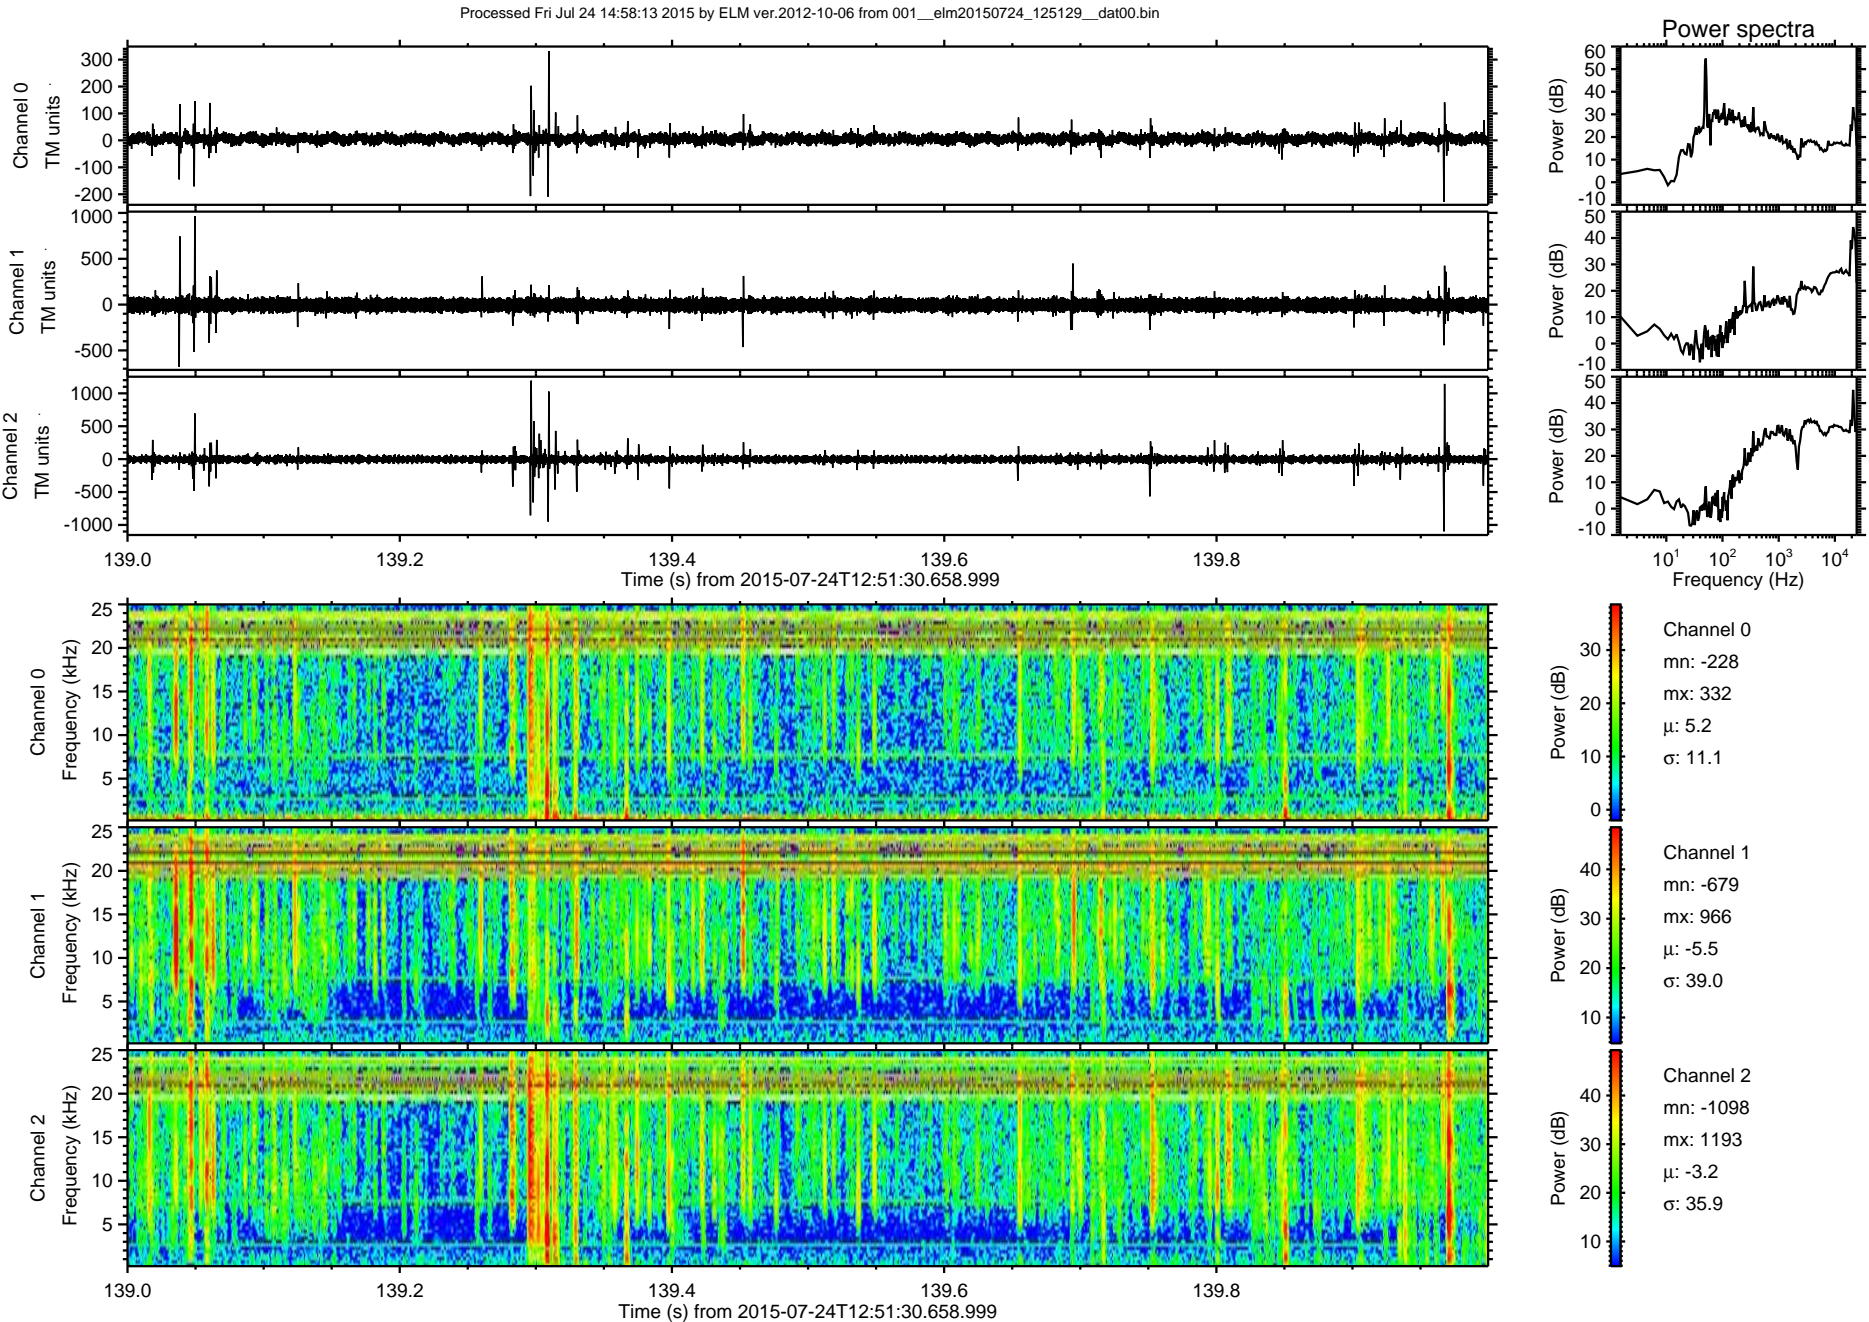 Processed Fri Jul 24 14:58:13 2015 by ELM ver.2012-10-06 from 001__elm20150724_125129__dat00.bin
Power spectra
Channel 0
TM units
300
200
100
0
-100
-200
Power (dB)
60
50
40
30
20
10
0
-10
Channel 1
TM units
1000
500
0
-500
Power (dB)
50
40
30
20
10
0
-10
Channel 2
TM units
1000
500
0
-500
-1000
Power (dB)
50
40
30
20
10
0
-10
139.0 139.2 139.4 139.6 139.8
Time (s) from 2015-07-24T12:51:30.658.999
10^1 10^2 10^3 10^4
Frequency (Hz)
Channel 0
Frequency (kHz)
25
20
15
10
5
Power (dB)
30
20
10
0
Channel 0
mn: -228
mx: 332
μ: 5.2
σ: 11.1
Channel 1
Frequency (kHz)
25
20
15
10
5
Power (dB)
40
30
20
10
Channel 1
mn: -679
mx: 966
μ: -5.5
σ: 39.0
Channel 2
Frequency (kHz)
25
20
15
10
5
Power (dB)
40
30
20
10
Channel 2
mn: -1098
mx: 1193
μ: -3.2
σ: 35.9
139.0 139.2 139.4 139.6 139.8
Time (s) from 2015-07-24T12:51:30.658.999